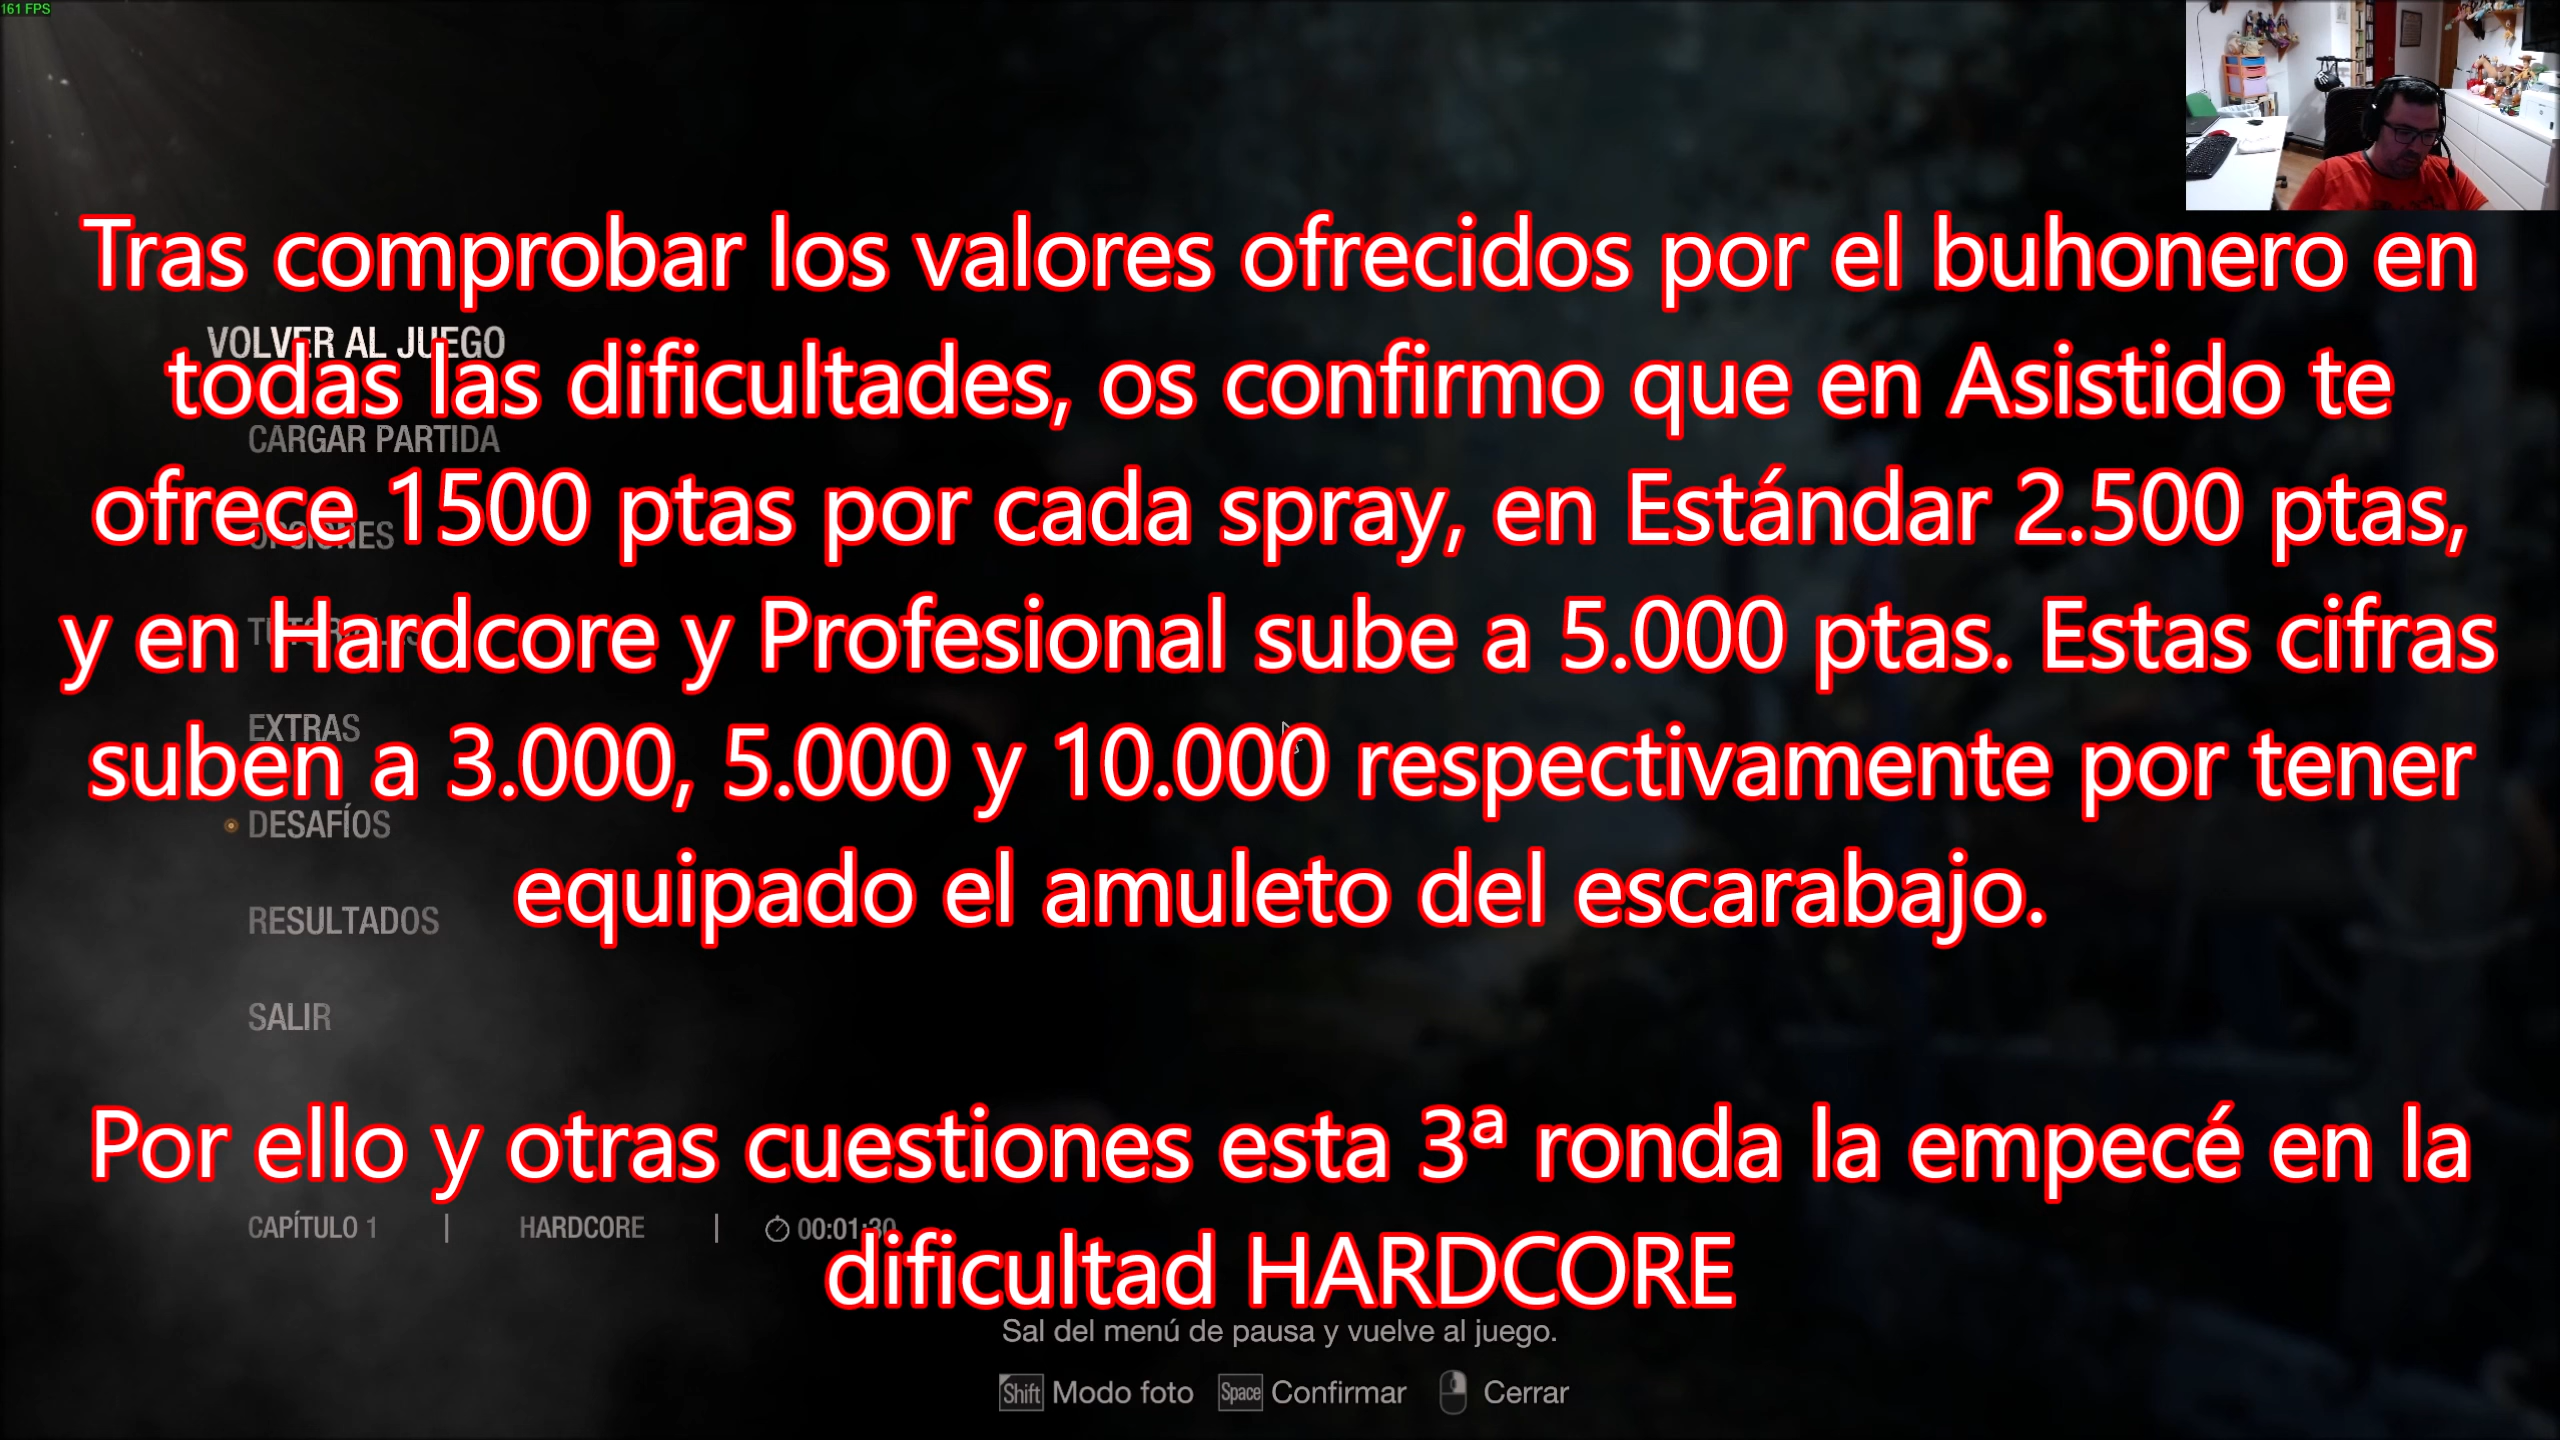 161 FPS
Tras comprobar los valores ofrecidos por el buhonero en
VOLVER AL JUEGO
todas las dificultades, os confirmo que en Asistido te
CARGAR PARTIDA
ofrece 1500 ptas por cada spray, en Estándar 2.500 ptas,
OPCIONES
y en Hardcore y Profesional sube a 5.000 ptas. Estas cifras
EXTRAS
suben a 3.000, 5.000 y 10.000 respectivamente por tener
DESAFÍOS
equipado el amuleto del escarabajo.
RESULTADOS
SALIR
Por ello y otras cuestiones esta 3ª ronda la empecé en la
CAPÍTULO 1 | HARDCORE | 00:01:30
dificultad HARDCORE
Sal del menú de pausa y vuelve al juego.
Shift Modo foto Space Confirmar Cerrar